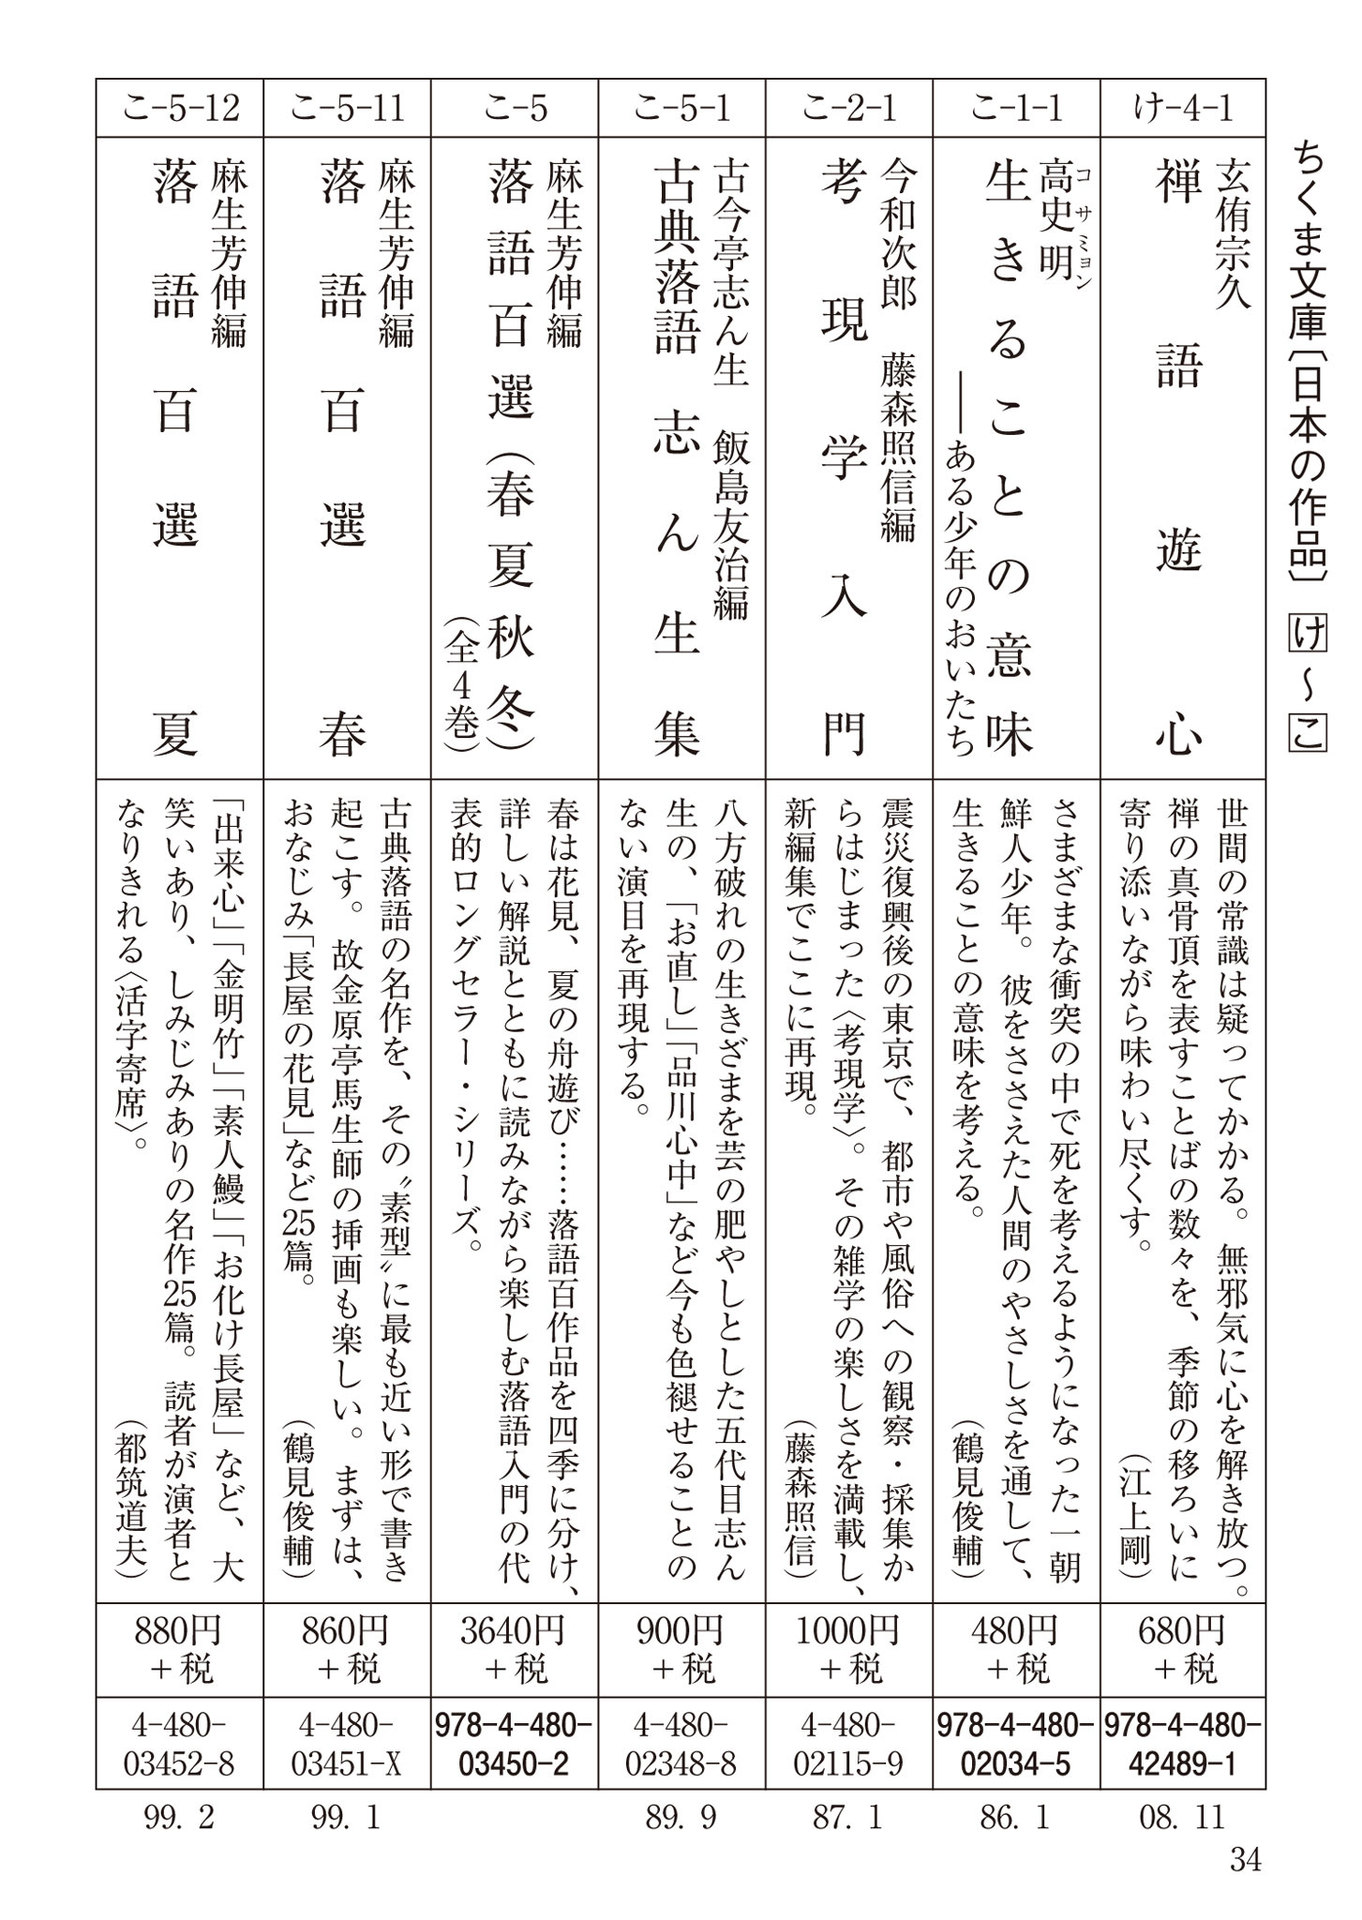 ちくま文庫〔日本の作品〕 け〜こ
け-4-1
玄侑宗久
禅語遊心
世間の常識は疑ってかかる。無邪気に心を解き放つ。
禅の真骨頂を表すことばの数々を、季節の移ろいに
寄り添いながら味わい尽くす。 (江上剛)
680円
+税
978-4-480-
42489-1
08. 11
こ-1-1
高史明
コサミョン
生きることの意味
——ある少年のおいたち
さまざまな衝突の中で死を考えるようになった一朝
鮮人少年。彼をささえた人間のやさしさを通して、
生きることの意味を考える。 (鶴見俊輔)
480円
+税
978-4-480-
02034-5
86. 1
こ-2-1
今和次郎 藤森照信編
考現学入門
震災復興後の東京で、都市や風俗への観察・採集か
らはじまった〈考現学〉。その雑学の楽しさを満載し、
新編集でここに再現。 (藤森照信)
1000円
+税
4-480-
02115-9
87. 1
こ-5-1
古今亭志ん生 飯島友治編
古典落語 志ん生集
八方破れの生きざまを芸の肥やしとした五代目志ん
生の、「お直し」「品川心中」など今も色褪せることの
ない演目を再現する。
900円
+税
4-480-
02348-8
89. 9
こ-5
麻生芳伸編
落語百選(春夏秋冬)
(全4巻)
春は花見、夏の舟遊び……落語百作品を四季に分け、
詳しい解説とともに読みながら楽しむ落語入門の代
表的ロングセラー・シリーズ。
3640円
+税
978-4-480-
03450-2
こ-5-11
麻生芳伸編
落語百選 春
古典落語の名作を、その〝素型〟に最も近い形で書き
起こす。故金原亭馬生師の挿画も楽しい。まずは、
おなじみ「長屋の花見」など25篇。 (鶴見俊輔)
860円
+税
4-480-
03451-X
99. 1
こ-5-12
麻生芳伸編
落語百選 夏
「出来心」「金明竹」「素人鰻」「お化け長屋」など、大
笑いあり、しみじみありの名作25篇。読者が演者と
なりきれる〈活字寄席〉。 (都筑道夫)
880円
+税
4-480-
03452-8
99. 2
34